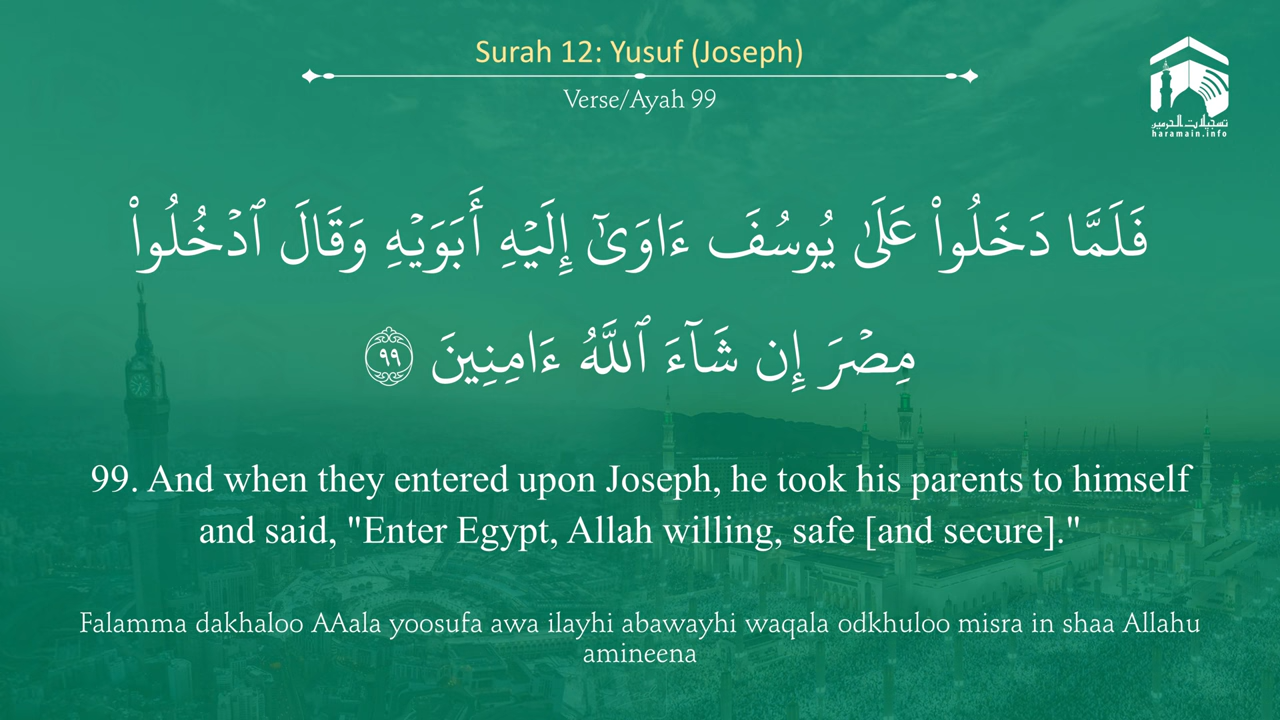 Surah 12: Yusuf (Joseph)
Verse/Ayah 99
تسجيلات الحرمين
haramain.info
فَلَمَّا دَخَلُوا۟ عَلَىٰ يُوسُفَ ءَاوَىٰٓ إِلَيْهِ أَبَوَيْهِ وَقَالَ ٱدْخُلُوا۟
مِصْرَ إِن شَآءَ ٱللَّهُ ءَامِنِينَ ۝٩٩
99. And when they entered upon Joseph, he took his parents to himself
and said, "Enter Egypt, Allah willing, safe [and secure]."
Falamma dakhaloo AAala yoosufa awa ilayhi abawayhi waqala odkhuloo misra in shaa Allahu
amineena